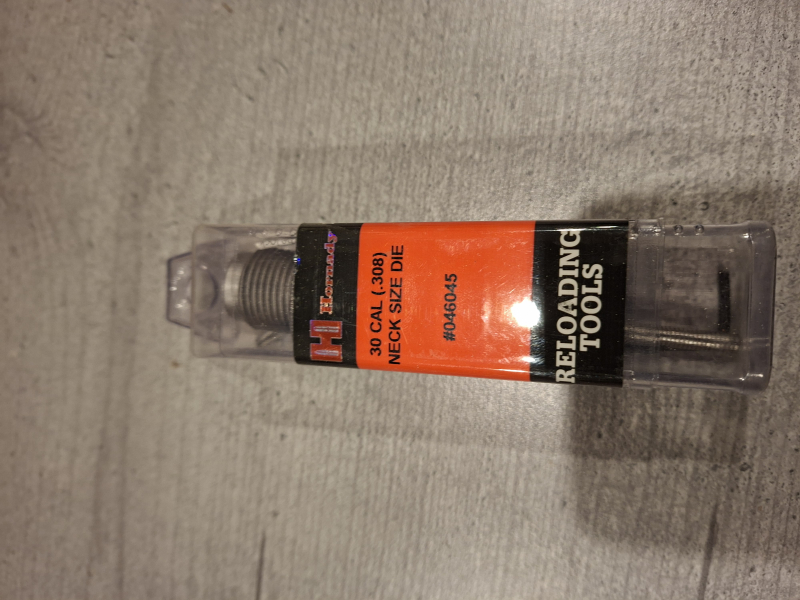 H
Hornady
30 CAL (.308)
NECK SIZE DIE
#046045
RELOADING
TOOLS